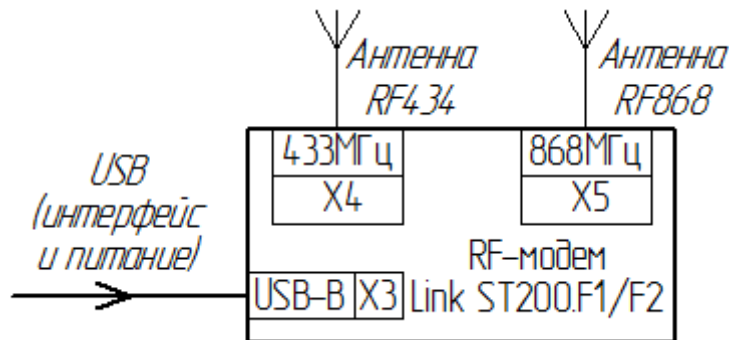 Антенна
RF434
Антенна
RF868
433МГц
X4
868МГц
X5
USB
(интерфейс
и питание)
RF-модем
USB-B X3 Link ST200.F1/F2